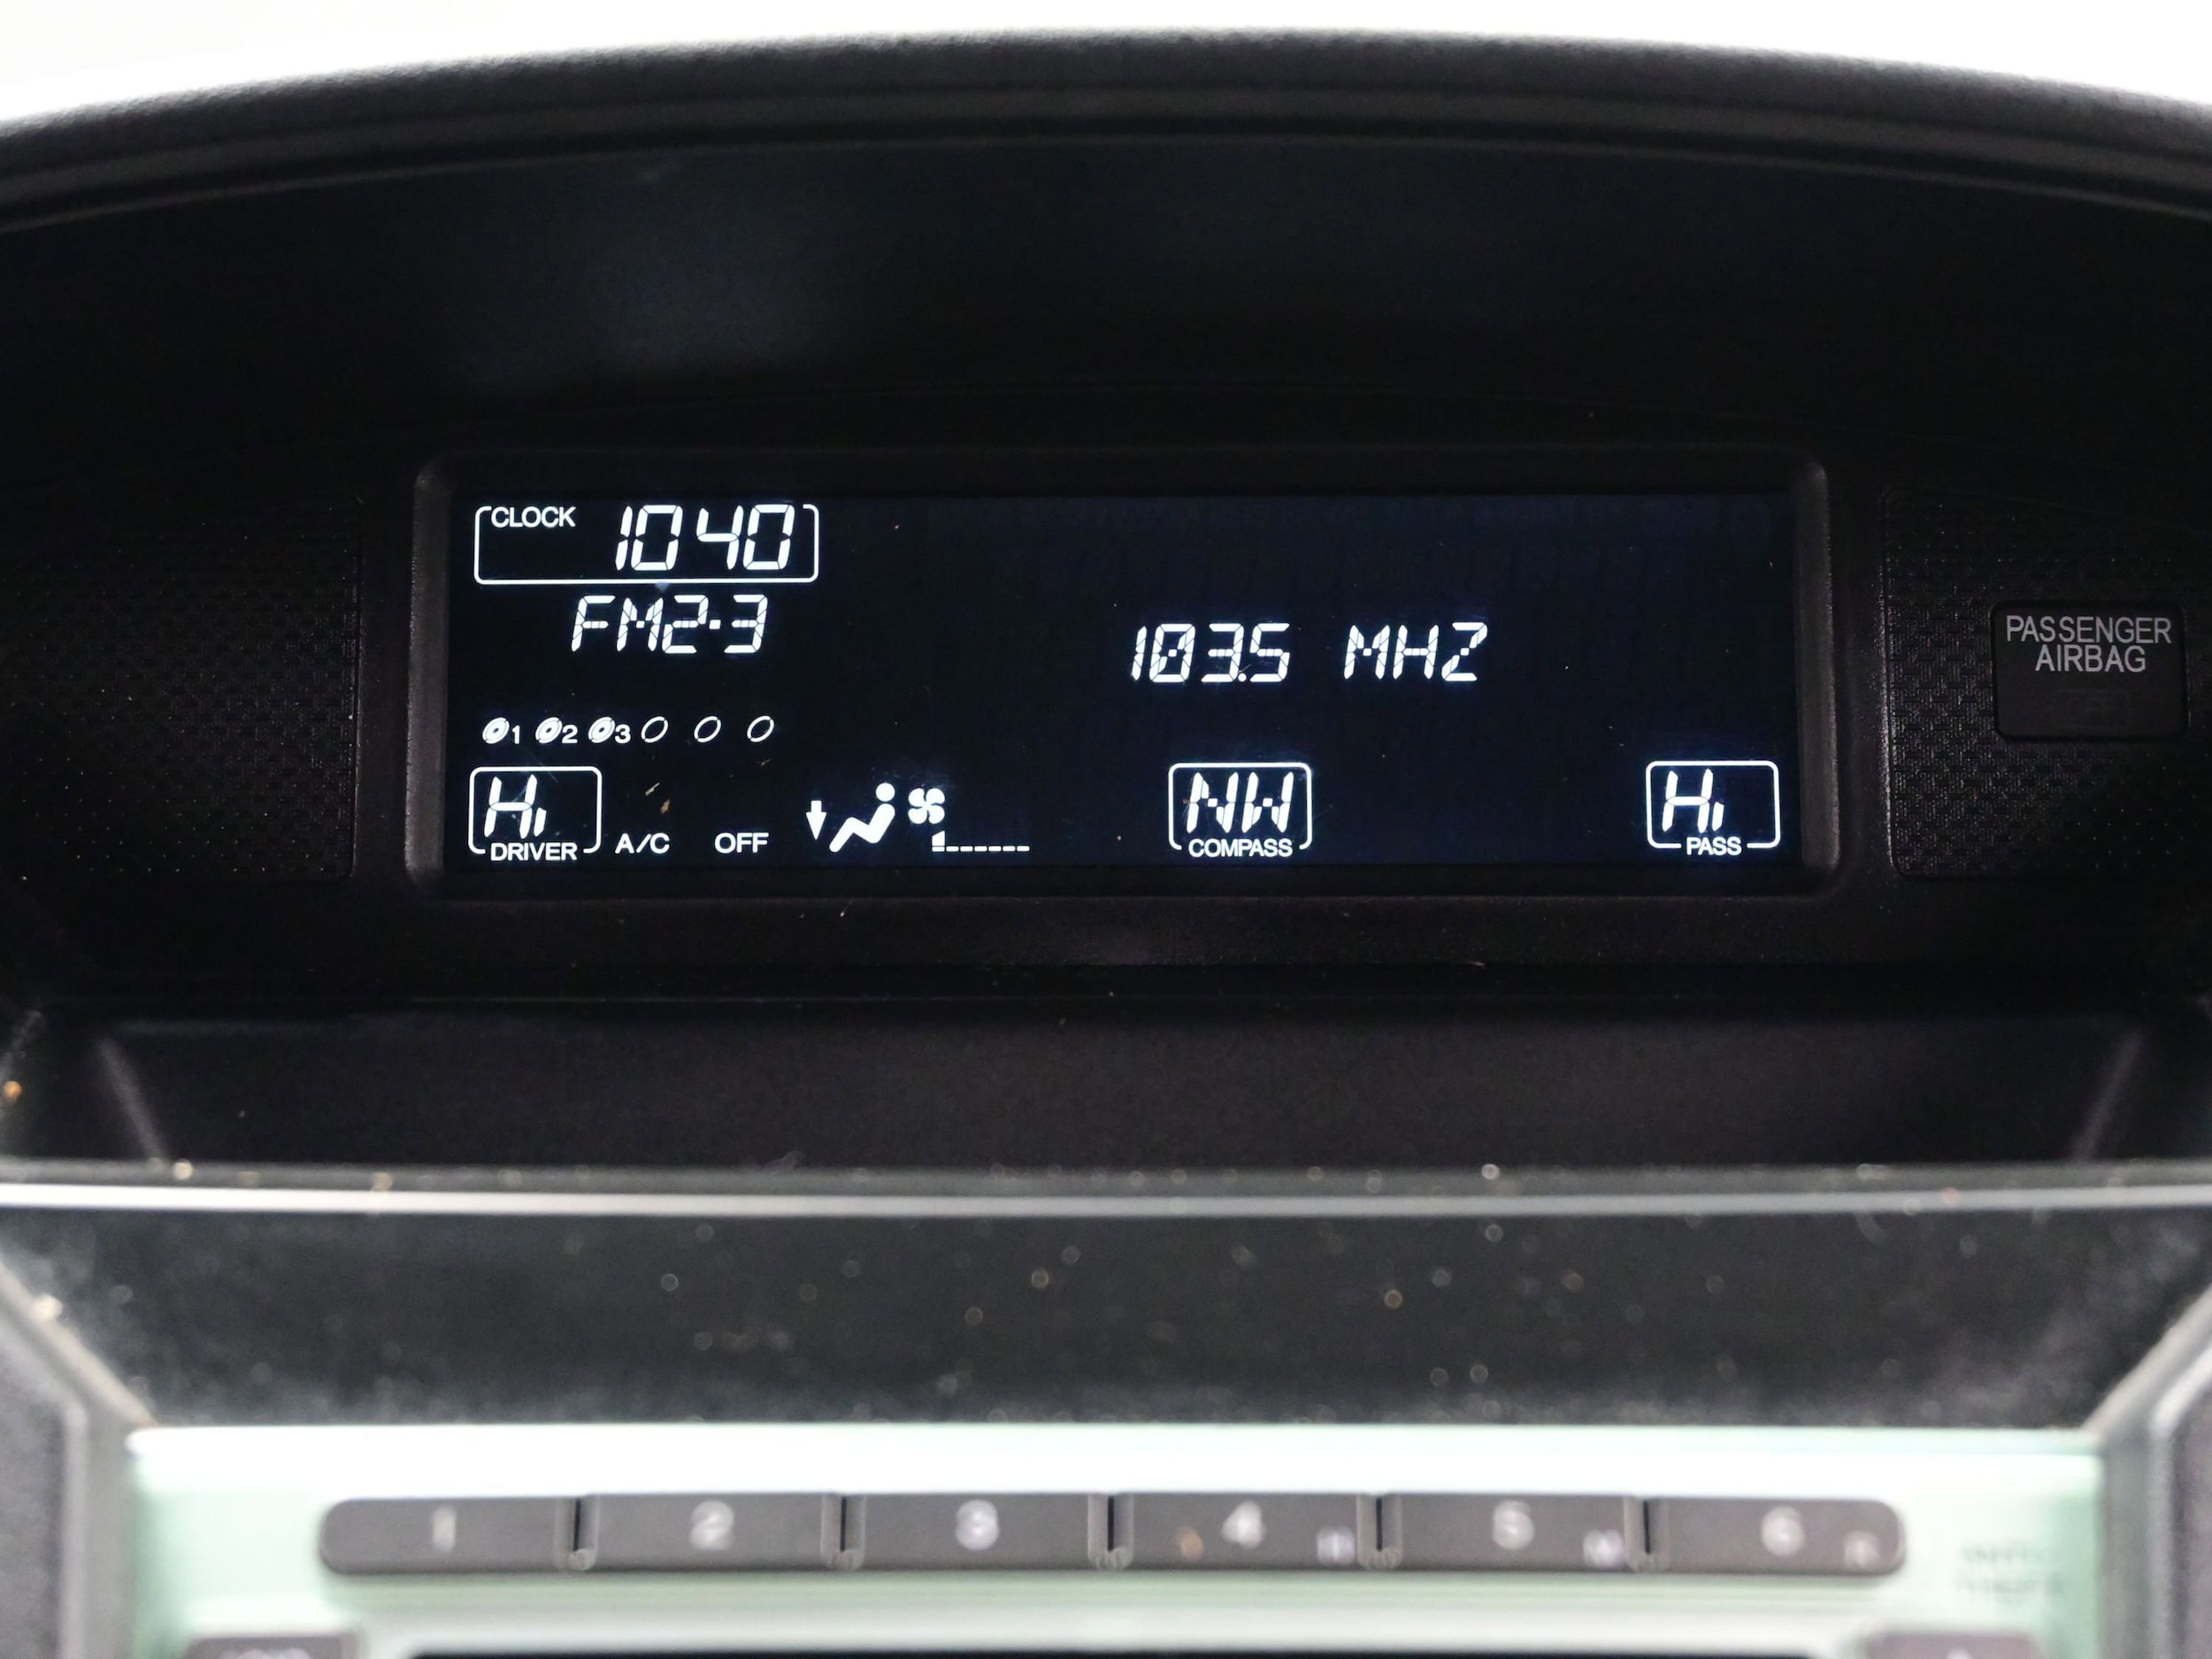 CLOCK 1040
FM2·3
103.5 MHZ
PASSENGER
AIRBAG
1 2 3
Hi
DRIVER
A/C OFF
NW
COMPASS
Hi
PASS
1 2 3 4 5 6